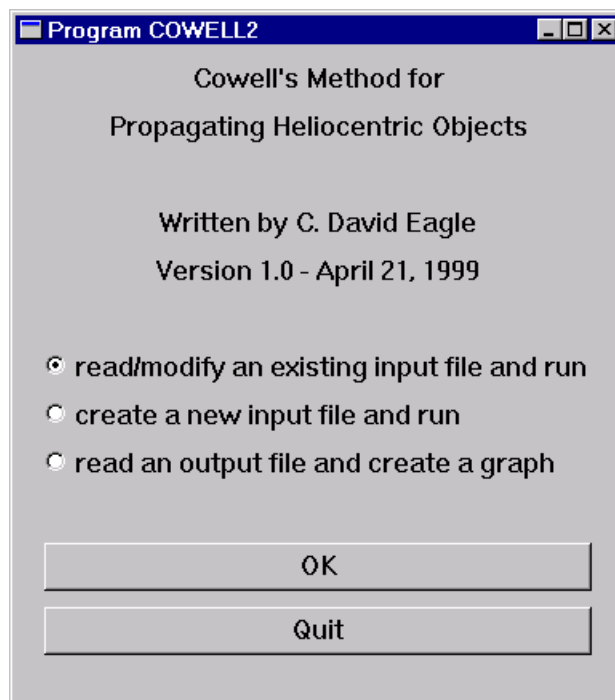 Program COWELL2
Cowell's Method for
Propagating Heliocentric Objects
Written by C. David Eagle
Version 1.0 - April 21, 1999
read/modify an existing input file and run
create a new input file and run
read an output file and create a graph
OK
Quit